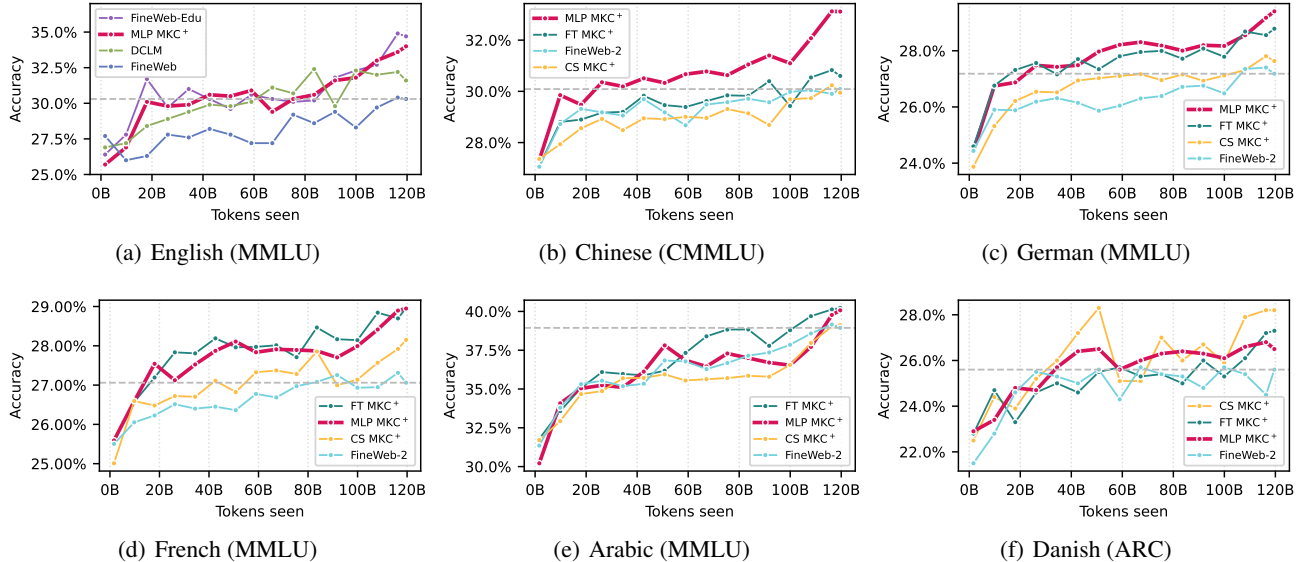 35.0%
32.5%
30.0%
27.5%
25.0%
Accuracy
FineWeb-Edu
MLP MKC+
DCLM
FineWeb
0B 20B 40B 60B 80B 100B 120B
Tokens seen
(a) English (MMLU)
32.0%
30.0%
28.0%
Accuracy
MLP MKC+
FT MKC+
FineWeb-2
CS MKC+
0B 20B 40B 60B 80B 100B 120B
Tokens seen
(b) Chinese (CMMLU)
28.0%
26.0%
24.0%
Accuracy
MLP MKC+
FT MKC+
CS MKC+
FineWeb-2
0B 20B 40B 60B 80B 100B 120B
Tokens seen
(c) German (MMLU)
29.00%
28.00%
27.00%
26.00%
25.00%
Accuracy
FT MKC+
MLP MKC+
CS MKC+
FineWeb-2
0B 20B 40B 60B 80B 100B 120B
Tokens seen
(d) French (MMLU)
40.0%
37.5%
35.0%
32.5%
30.0%
Accuracy
FT MKC+
MLP MKC+
CS MKC+
FineWeb-2
0B 20B 40B 60B 80B 100B 120B
Tokens seen
(e) Arabic (MMLU)
28.0%
26.0%
24.0%
22.0%
Accuracy
CS MKC+
FT MKC+
MLP MKC+
FineWeb-2
0B 20B 40B 60B 80B 100B 120B
Tokens seen
(f) Danish (ARC)